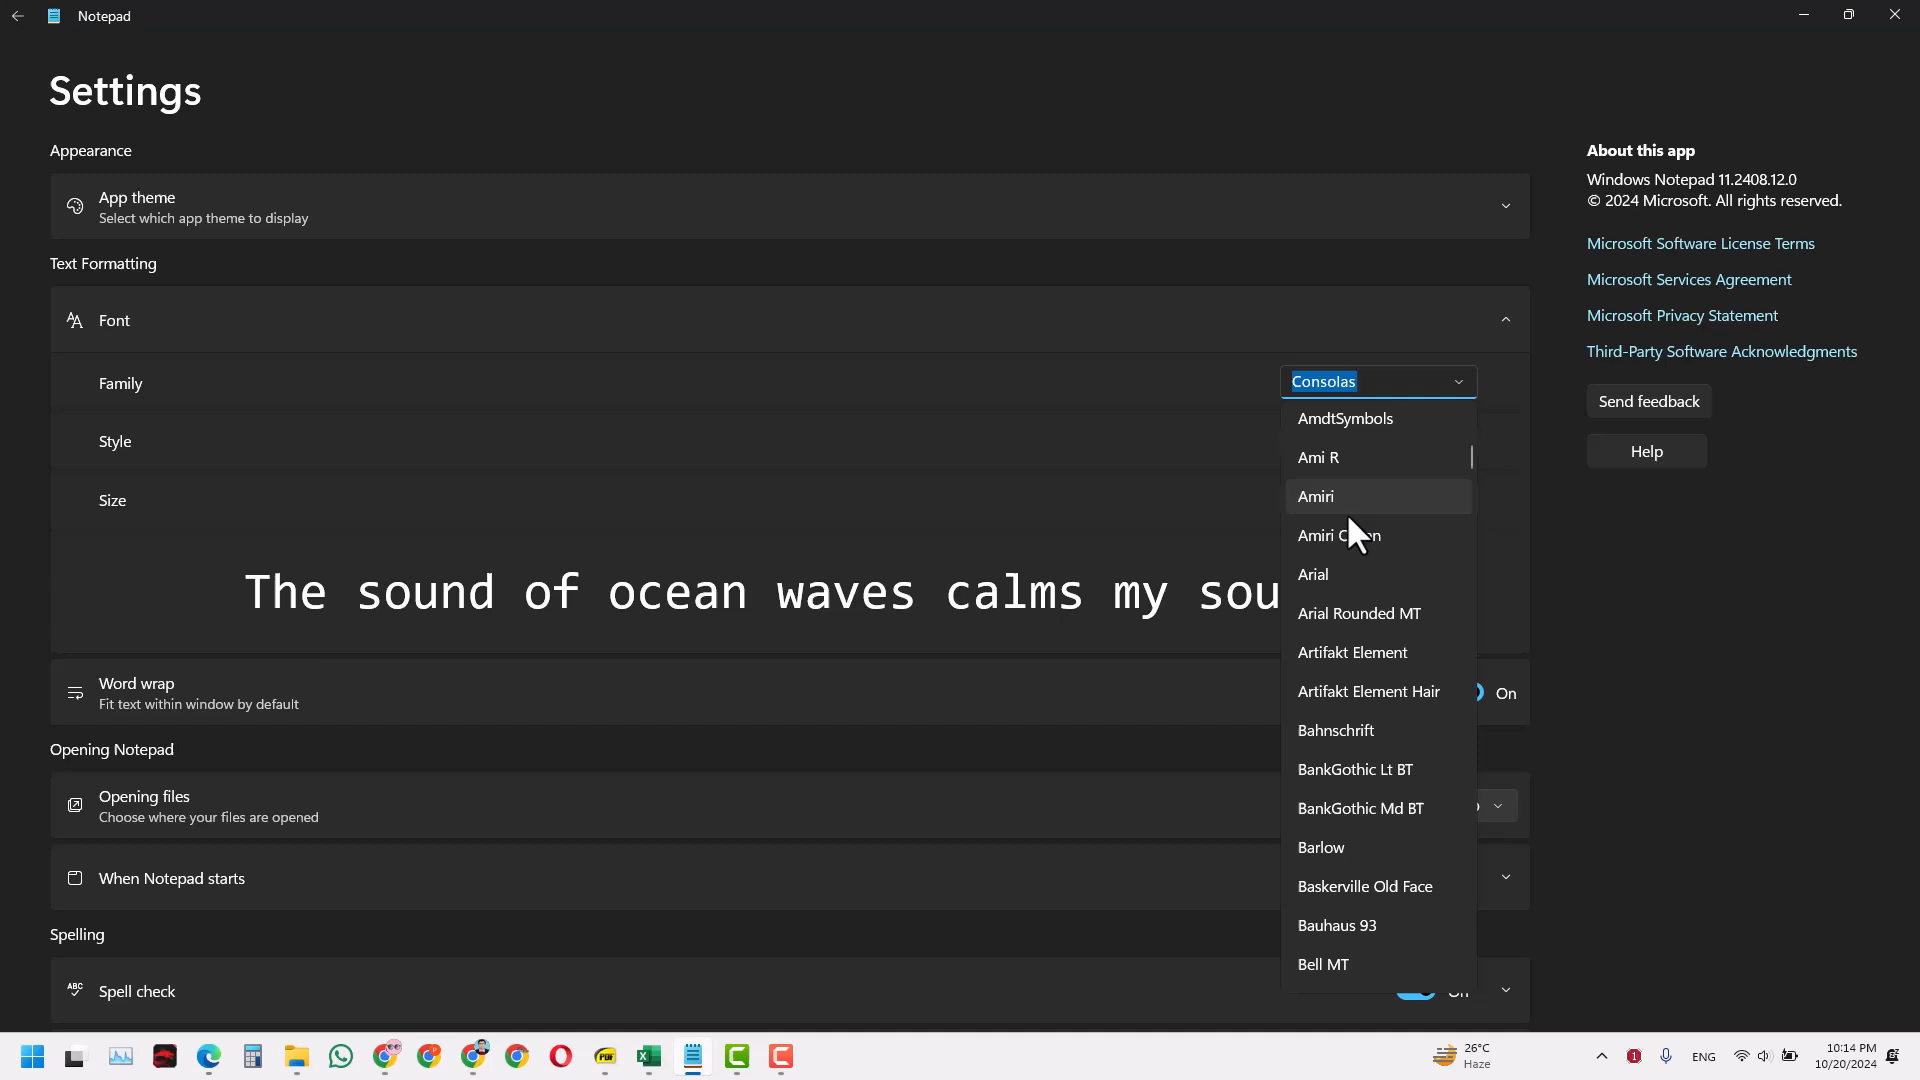 Notepad
Settings
Appearance
App theme
Select which app theme to display
Text Formatting
Font
Family
Consolas
Style
Size
The sound of ocean waves calms my sou
AmdtSymbols
Ami R
Amiri
Amiri
Arial
Arial Rounded MT
Artifakt Element
Artifakt Element Hair
Bahnschrift
BankGothic Lt BT
BankGothic Md BT
Barlow
Baskerville Old Face
Bauhaus 93
Bell MT
Word wrap
Fit text within window by default
On
Opening Notepad
Opening files
Choose where your files are opened
When Notepad starts
Spelling
ABC
Spell check
About this app
Windows Notepad 11.2408.12.0
© 2024 Microsoft. All rights reserved.
Microsoft Software License Terms
Microsoft Services Agreement
Microsoft Privacy Statement
Third-Party Software Acknowledgments
Send feedback
Help
PDF
26°C
Haze
1
ENG
10:14 PM
10/20/2024